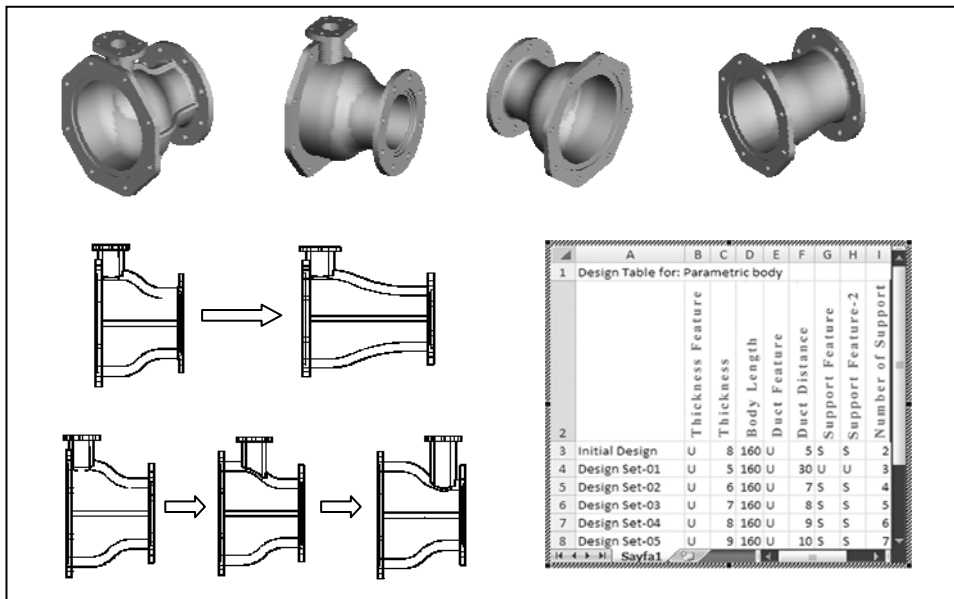 A B C D E F G H I
1 Design Table for: Parametric body
2 Thickness Feature Thickness Body Length Duct Feature Duct Distance Support Feature Support Feature-2 Number of Support
3 Initial Design U 8 160 U 5 S S 2
4 Design Set-01 U 5 160 U 30 U U 3
5 Design Set-02 U 6 160 U 7 S S 4
6 Design Set-03 U 7 160 U 8 S S 5
7 Design Set-04 U 8 160 U 9 S S 6
8 Design Set-05 U 9 160 U 10 S S 7
Sayfa1